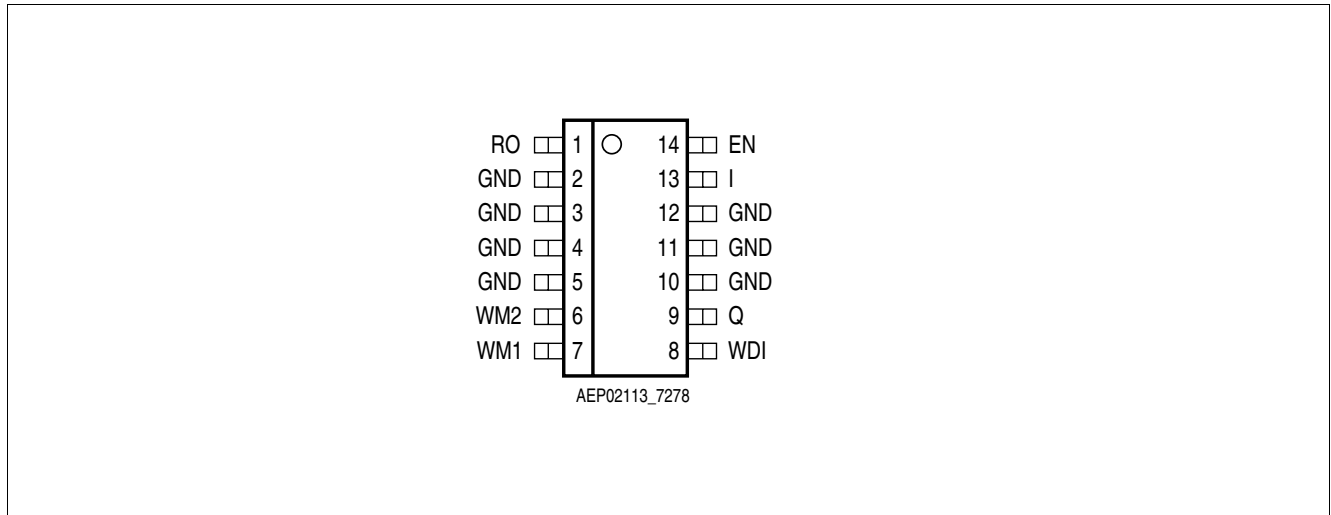 RO 1 14 EN
GND 2 13 I
GND 3 12 GND
GND 4 11 GND
GND 5 10 GND
WM2 6 9 Q
WM1 7 8 WDI
AEP02113_7278